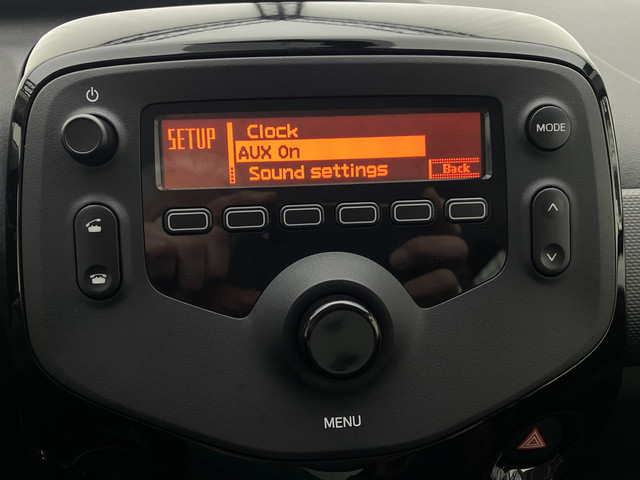 SETUP
Clock
AUX On
Sound settings
Back
MODE
MENU